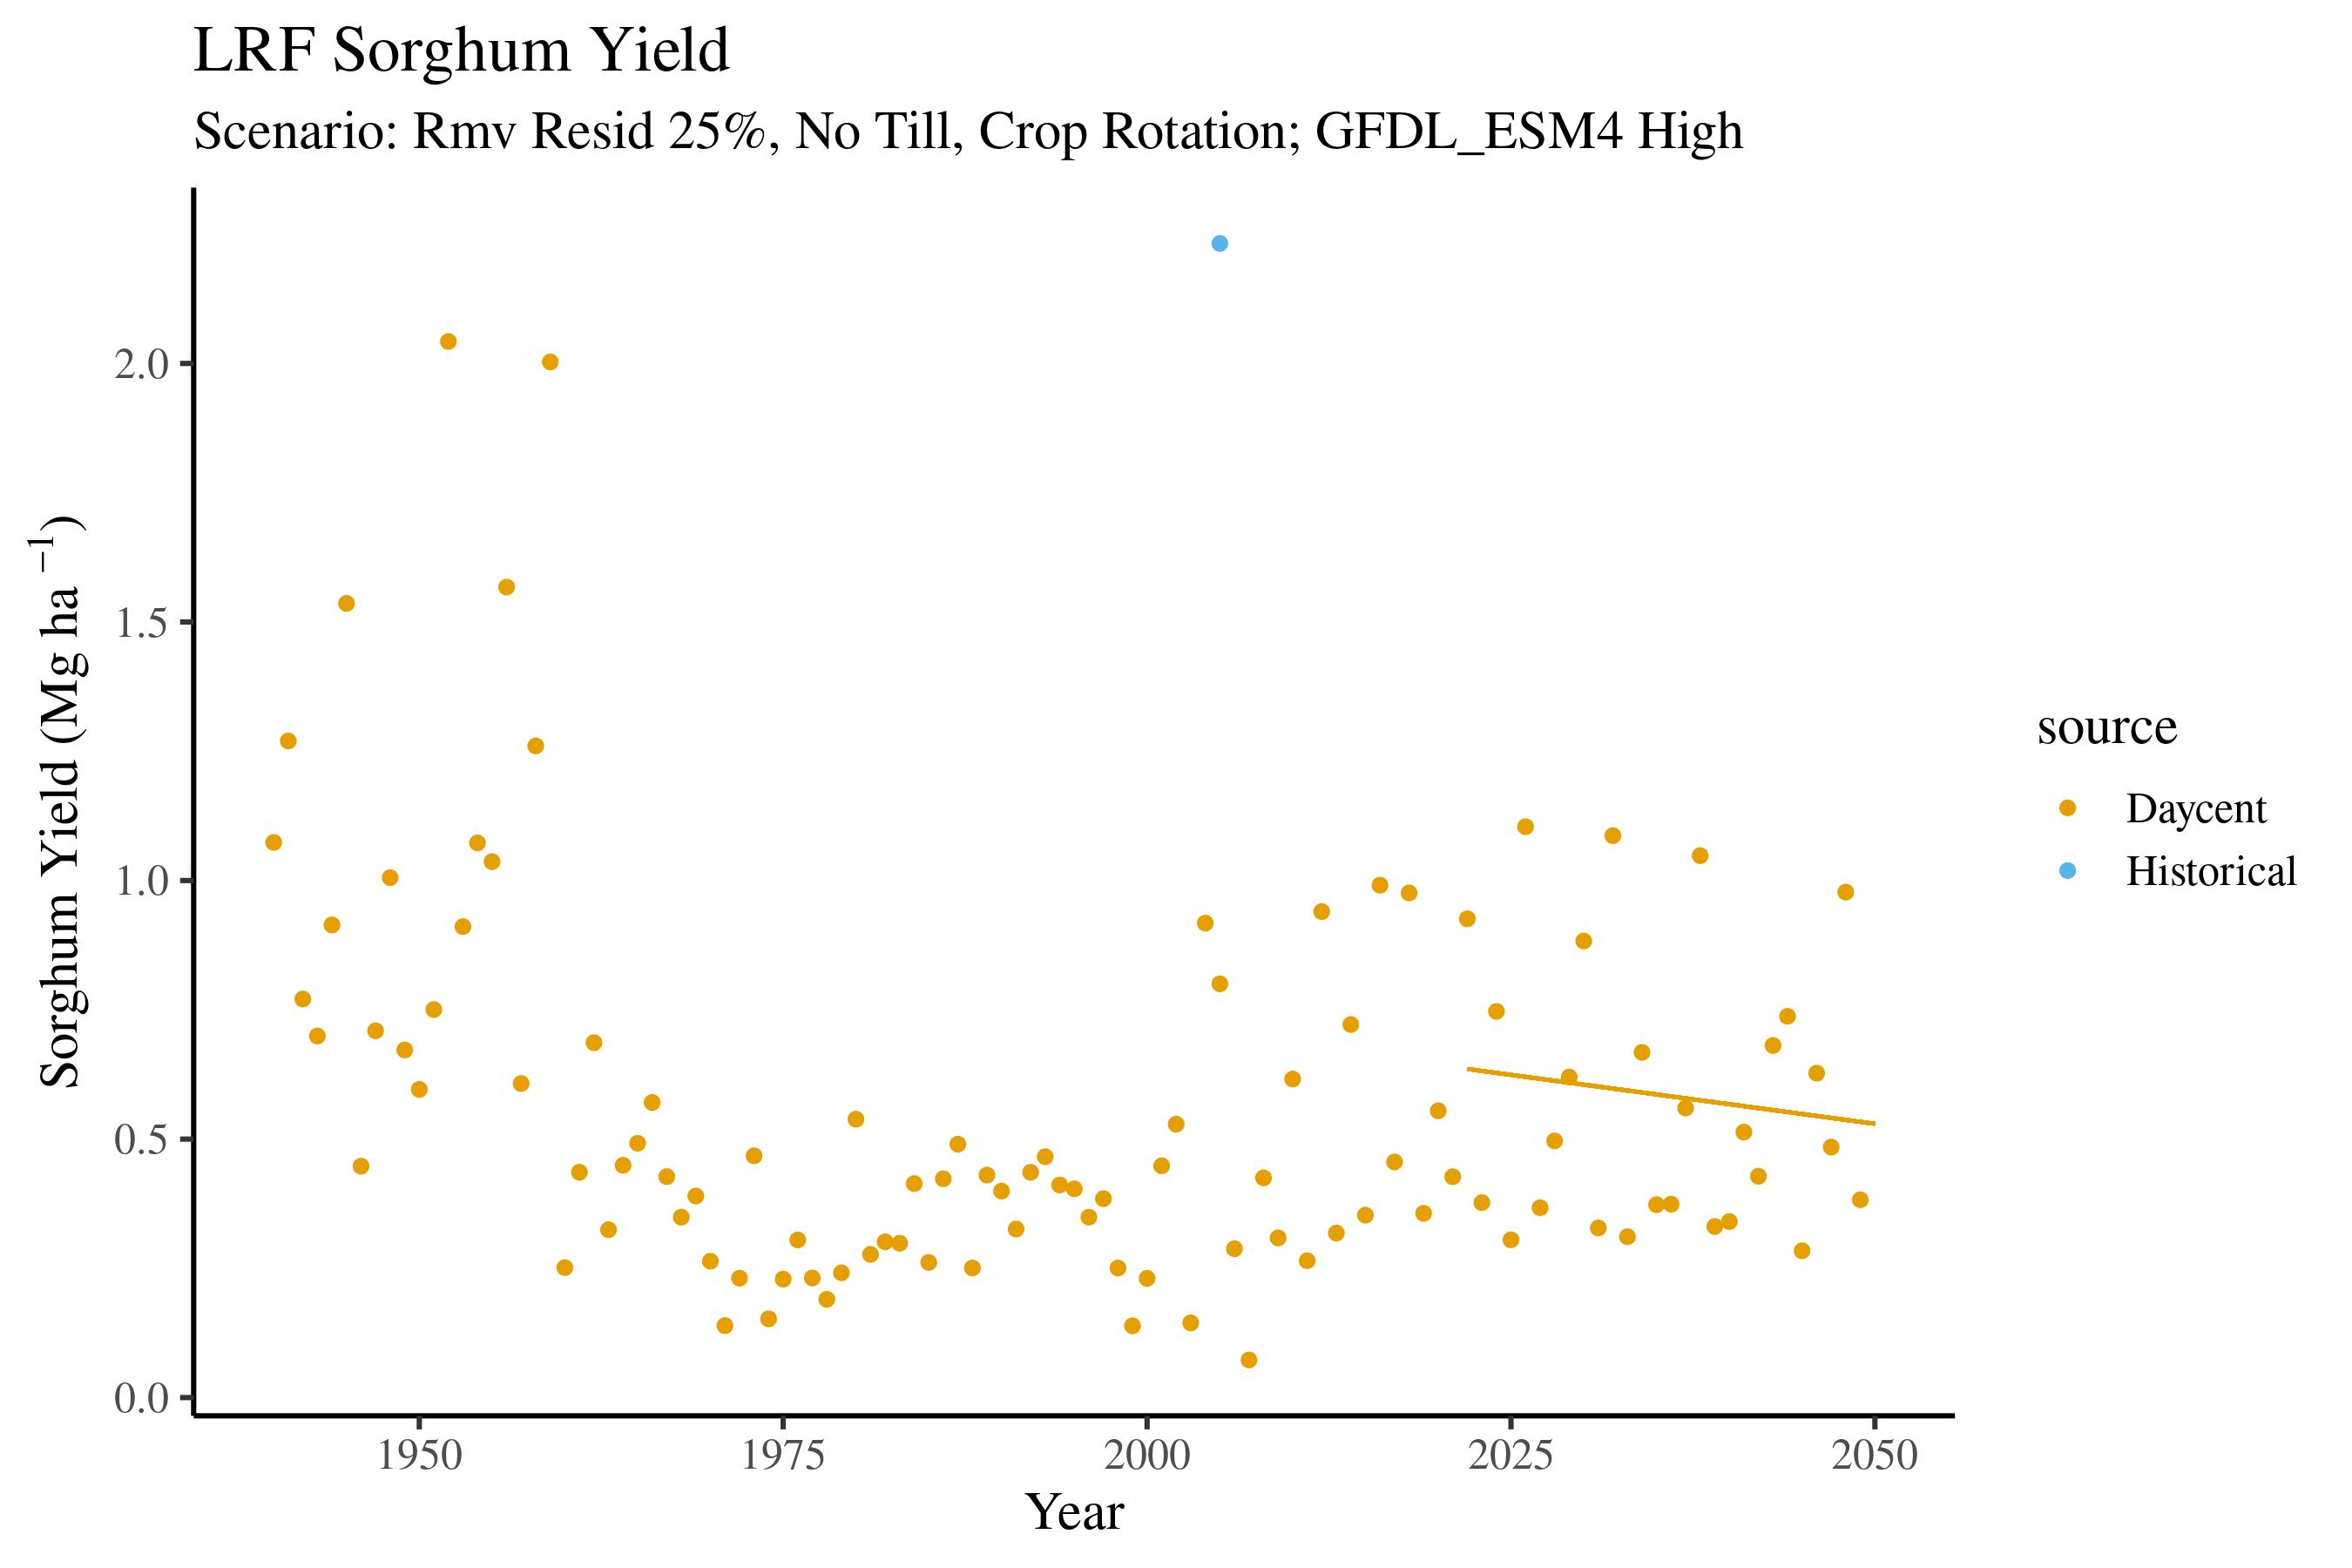 LRF Sorghum Yield
Scenario: Rmv Resid 25%, No Till, Crop Rotation; GFDL_ESM4 High
Sorghum Yield (Mg ha −1)
2.0
1.5
1.0
0.5
0.0
1950 1975 2000 2025 2050
Year
source
Daycent
Historical